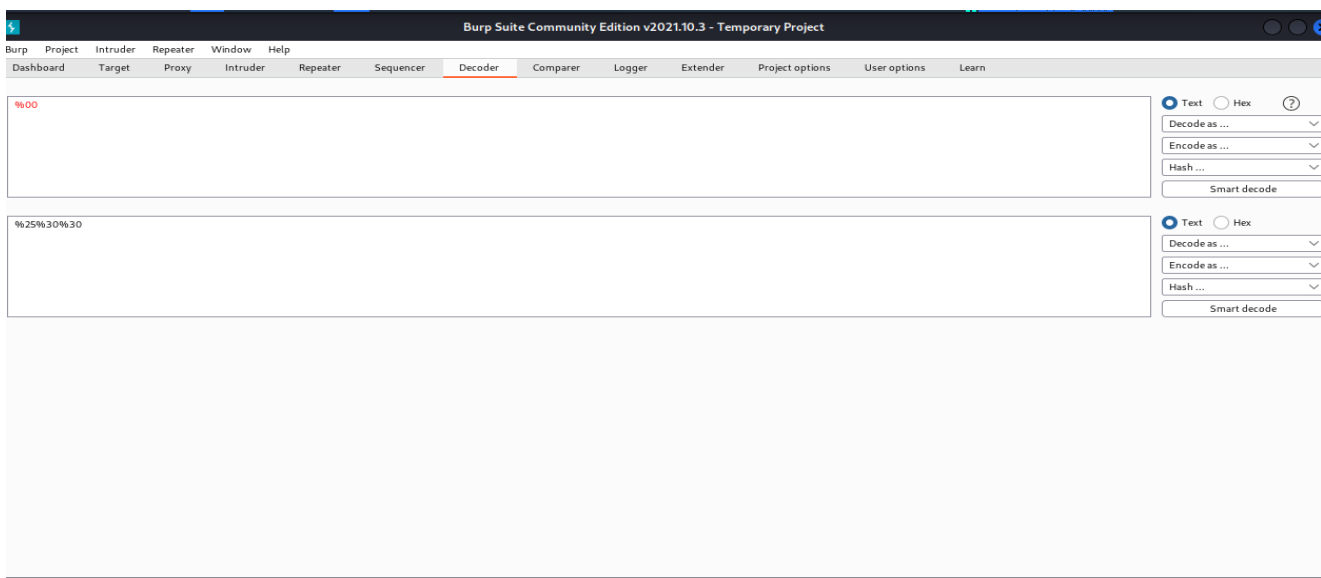 Burp Suite Community Edition v2021.10.3 - Temporary Project
Burp Project Intruder Repeater Window Help
Dashboard Target Proxy Intruder Repeater Sequencer Decoder Comparer Logger Extender Project options User options Learn
%00
Text Hex ?
Decode as ...
Encode as ...
Hash ...
Smart decode
%25%30%30
Text Hex
Decode as ...
Encode as ...
Hash ...
Smart decode